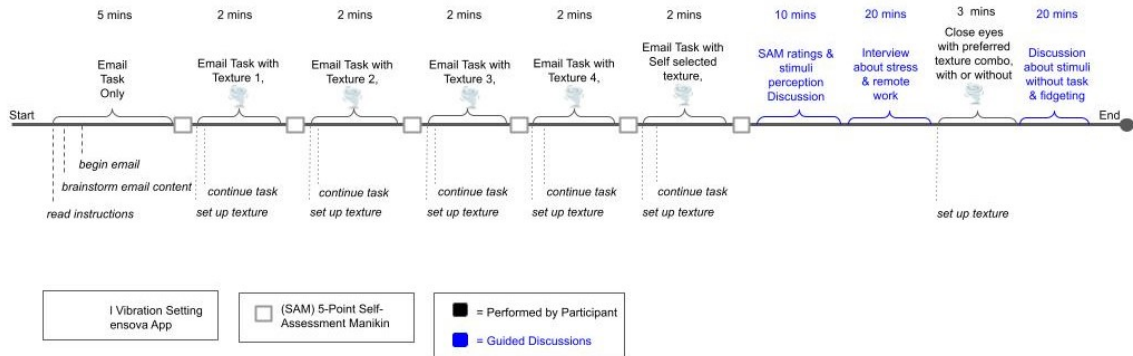 5 mins
2 mins
2 mins
2 mins
2 mins
2 mins
10 mins
20 mins
3 mins
20 mins
Email
Task
Only
Email Task with
Texture 1,
Email Task with
Texture 2,
Email Task with
Texture 3,
Email Task with
Texture 4,
Email Task with
Self selected
texture,
SAM ratings &
stimuli
perception
Discussion
Interview
about stress
& remote
work
Close eyes
with preferred
texture combo,
with or without
Discussion
about stimuli
without task
& fidgeting
Start
End
begin email
brainstorm email content
read instructions
continue task
set up texture
continue task
set up texture
continue task
set up texture
continue task
set up texture
continue task
set up texture
set up texture
l Vibration Setting
ensova App
(SAM) 5-Point Self-
Assessment Manikin
= Performed by Participant
= Guided Discussions